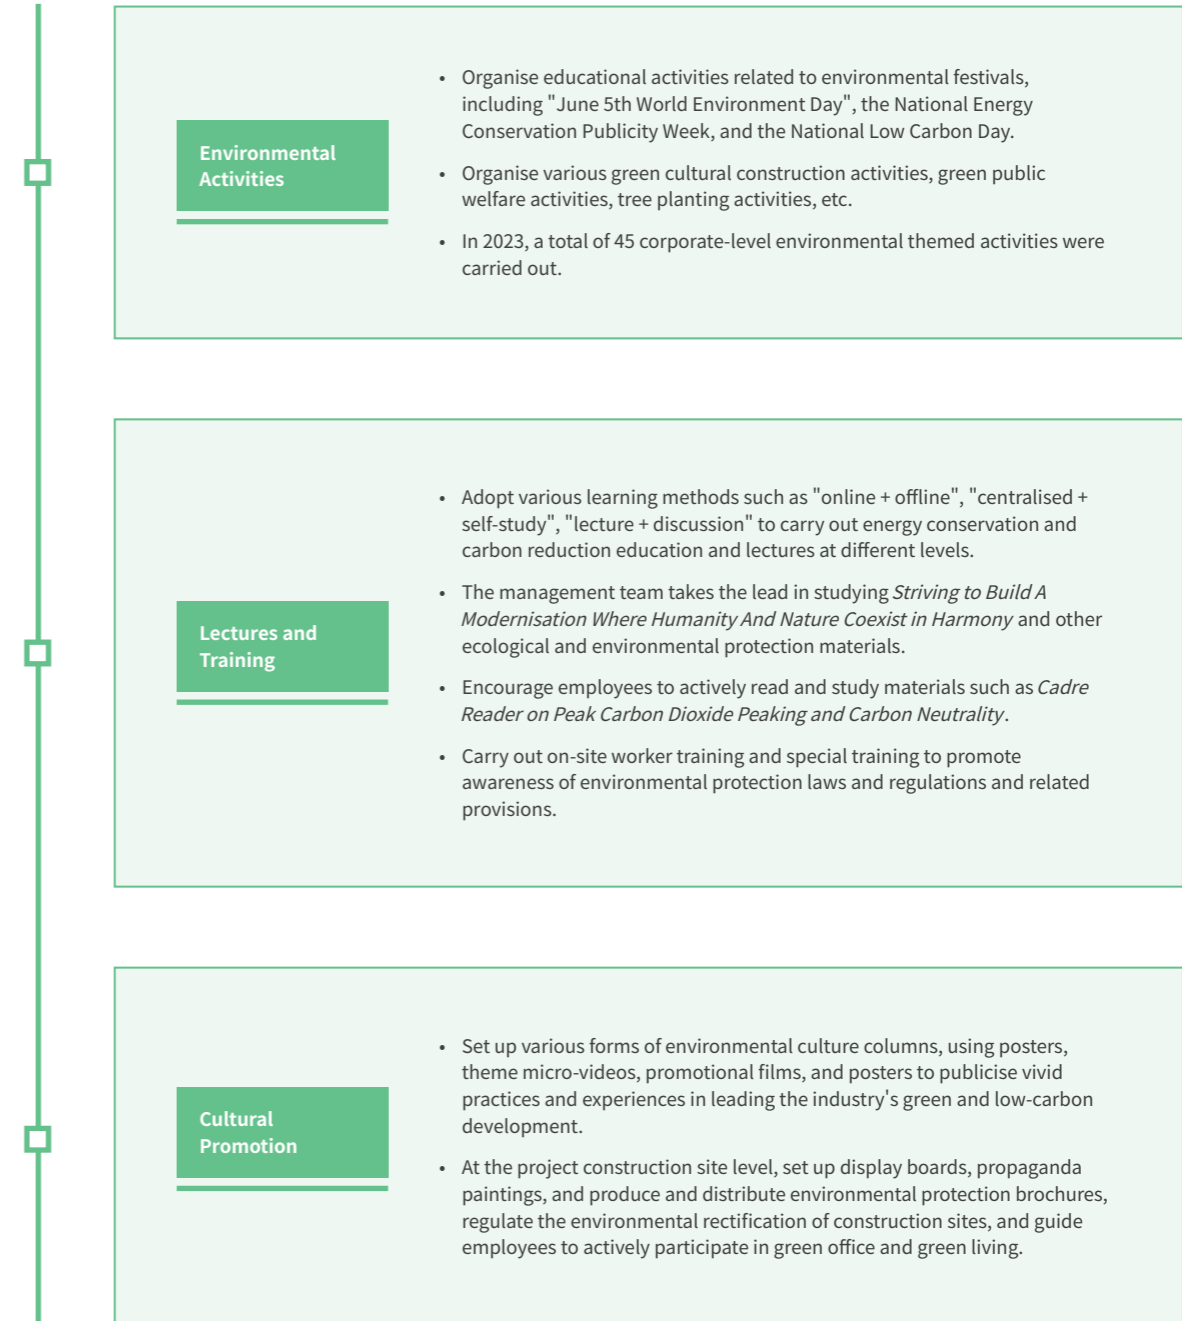 Environmental
Activities
• Organise educational activities related to environmental festivals,
including "June 5th World Environment Day", the National Energy
Conservation Publicity Week, and the National Low Carbon Day.
• Organise various green cultural construction activities, green public
welfare activities, tree planting activities, etc.
• In 2023, a total of 45 corporate-level environmental themed activities were
carried out.
Lectures and
Training
• Adopt various learning methods such as "online + offline", "centralised +
self-study", "lecture + discussion" to carry out energy conservation and
carbon reduction education and lectures at different levels.
• The management team takes the lead in studying Striving to Build A
Modernisation Where Humanity And Nature Coexist in Harmony and other
ecological and environmental protection materials.
• Encourage employees to actively read and study materials such as Cadre
Reader on Peak Carbon Dioxide Peaking and Carbon Neutrality.
• Carry out on-site worker training and special training to promote
awareness of environmental protection laws and regulations and related
provisions.
Cultural
Promotion
• Set up various forms of environmental culture columns, using posters,
theme micro-videos, promotional films, and posters to publicise vivid
practices and experiences in leading the industry's green and low-carbon
development.
• At the project construction site level, set up display boards, propaganda
paintings, and produce and distribute environmental protection brochures,
regulate the environmental rectification of construction sites, and guide
employees to actively participate in green office and green living.